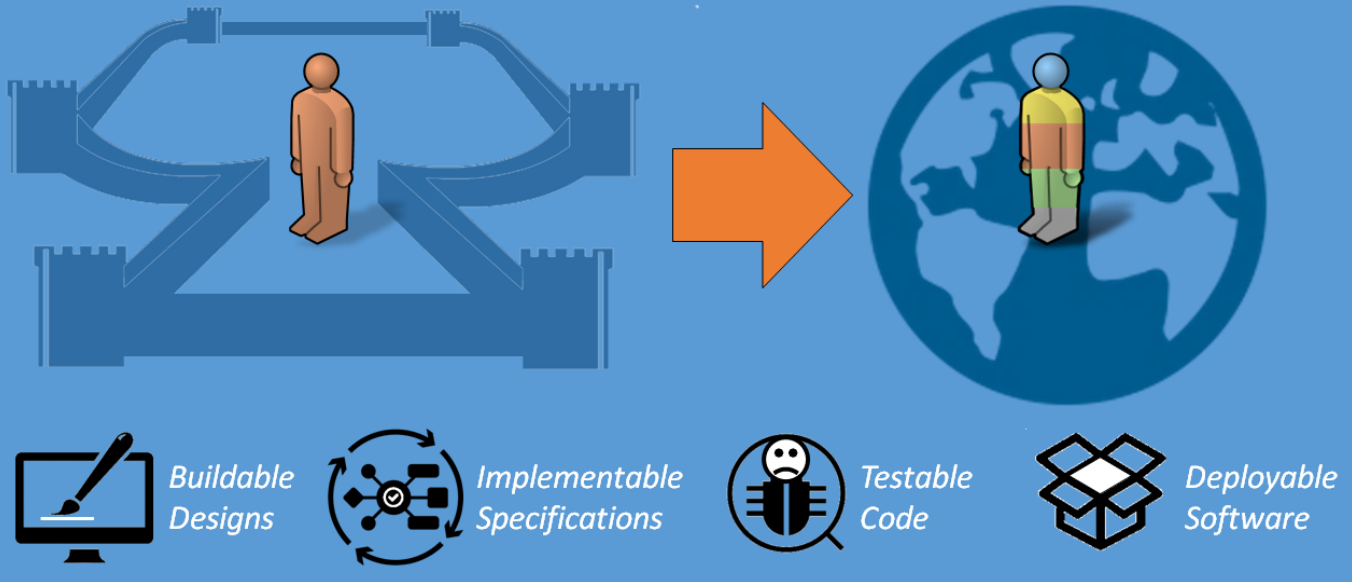 Buildable
Designs
Implementable
Specifications
Testable
Code
Deployable
Software